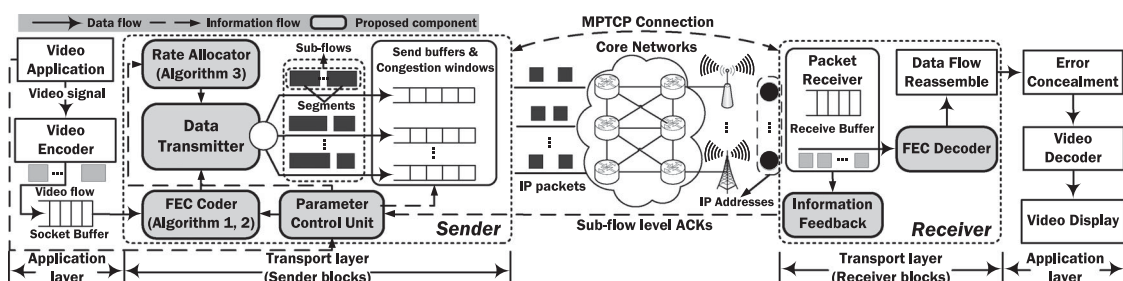 Data flow
Information flow
Proposed component
Video
Application
Video signal
Video
Encoder
Video flow
Socket Buffer
Application
layer
Rate Allocator
(Algorithm 3)
Data
Transmitter
FEC Coder
(Algorithm 1, 2)
Sub-flows
Segments
Parameter
Control Unit
Send buffers &
Congestion windows
Sender
Transport layer
(Sender blocks)
MPTCP Connection
Core Networks
IP packets
IP Addresses
Sub-flow level ACKs
Packet
Receiver
Receive Buffer
Information
Feedback
Data Flow
Reassemble
FEC Decoder
Receiver
Transport layer
(Receiver blocks)
Error
Concealment
Video
Decoder
Video Display
Application
layer